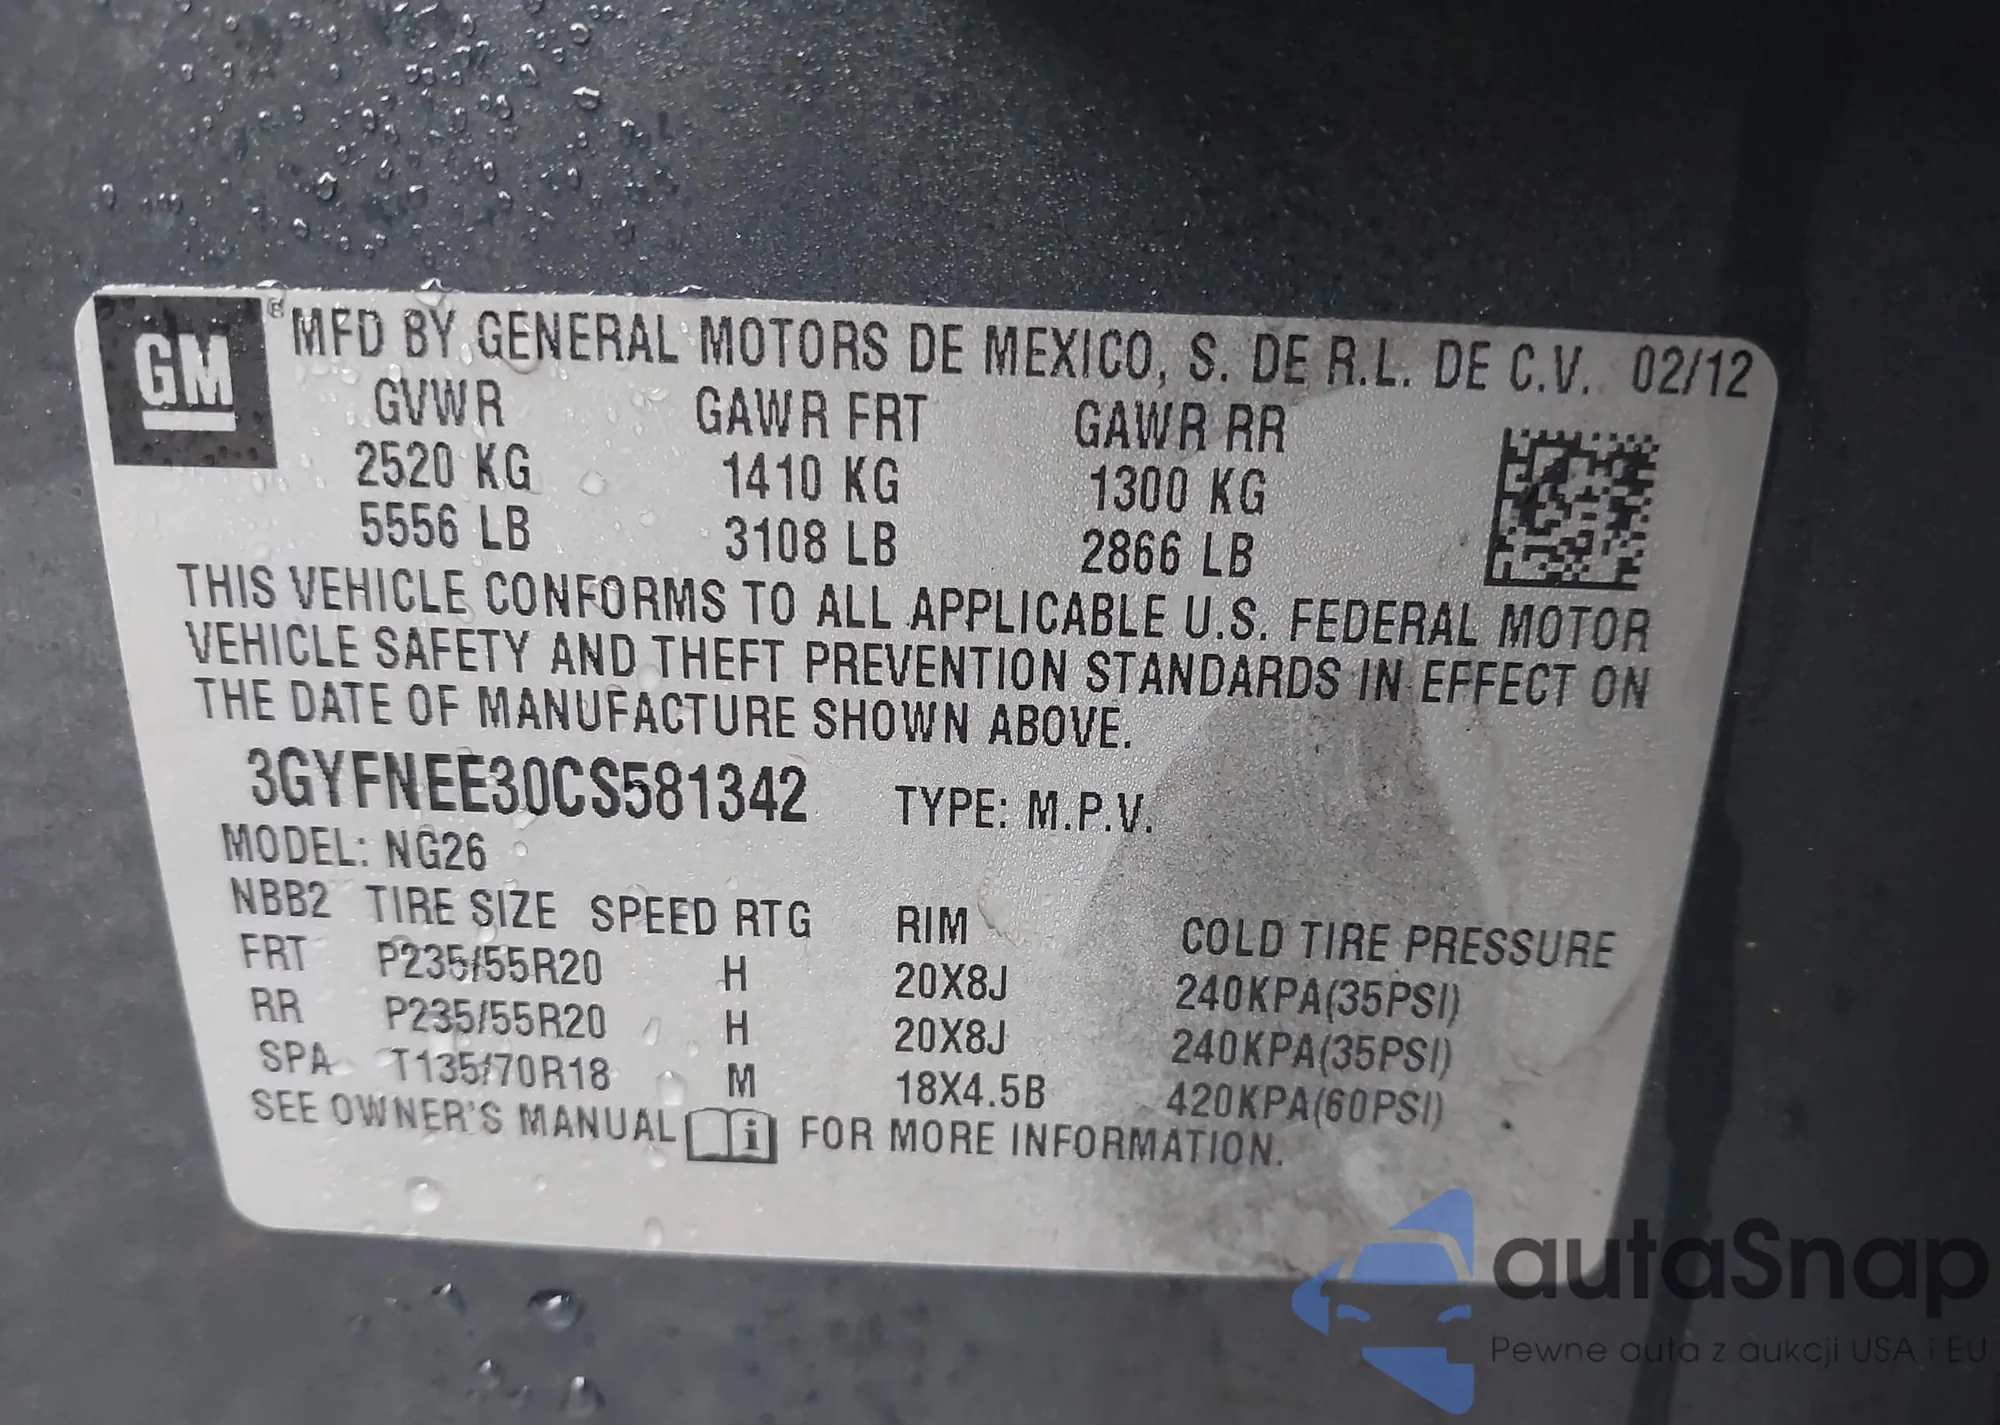 GM ® MFD BY GENERAL MOTORS DE MEXICO, S. DE R.L. DE C.V. 02/12
GVWR GAWR FRT GAWR RR
2520 KG 1410 KG 1300 KG
5556 LB 3108 LB 2866 LB
THIS VEHICLE CONFORMS TO ALL APPLICABLE U.S. FEDERAL MOTOR
VEHICLE SAFETY AND THEFT PREVENTION STANDARDS IN EFFECT ON
THE DATE OF MANUFACTURE SHOWN ABOVE.
3GYFNEE30CS581342 TYPE: M.P.V.
MODEL: NG26
NBB2 TIRE SIZE SPEED RTG RIM COLD TIRE PRESSURE
FRT P235/55R20 H 20X8J 240KPA(35PSI)
RR P235/55R20 H 20X8J 240KPA(35PSI)
SPA T135/70R18 M 18X4.5B 420KPA(60PSI)
SEE OWNER'S MANUAL i FOR MORE INFORMATION.
autaSnap
Pewne auta z aukcji USA i EU